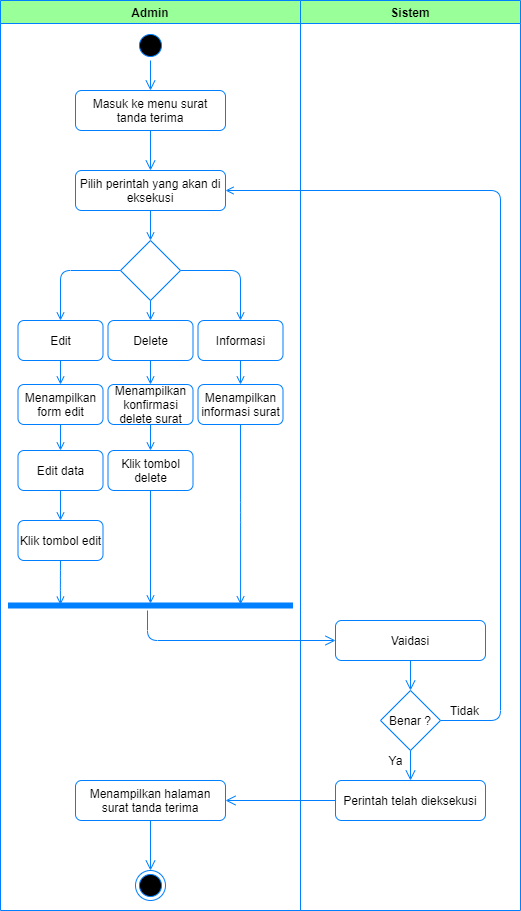 Admin
Sistem
Masuk ke menu surat
tanda terima
Pilih perintah yang akan di
eksekusi
Edit
Delete
Informasi
Menampilkan
form edit
Menampilkan
konfirmasi
delete surat
Menampilkan
informasi surat
Edit data
Klik tombol
delete
Klik tombol edit
Vaidasi
Benar ?
Tidak
Ya
Perintah telah dieksekusi
Menampilkan halaman
surat tanda terima